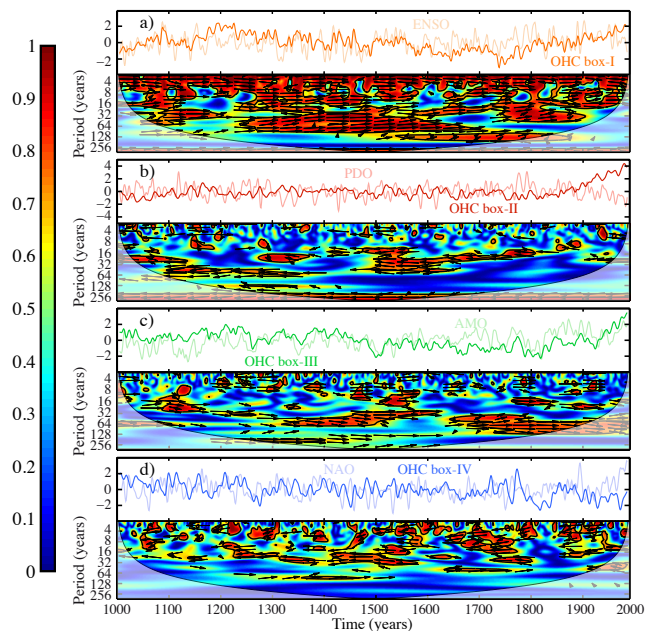 1
0.9
0.8
0.7
0.6
0.5
0.4
0.3
0.2
0.1
0
a)
ENSO
OHC box-I
2
0
−2
Period (years)
4
8
16
32
64
128
256
b)
PDO
OHC box-II
4
2
0
−2
−4
Period (years)
4
8
16
32
64
128
256
c)
AMO
OHC box-III
2
0
−2
Period (years)
4
8
16
32
64
128
256
d)
NAO
OHC box-IV
2
0
−2
Period (years)
4
8
16
32
64
128
256
1000 1100 1200 1300 1400 1500 1600 1700 1800 1900 2000
Time (years)